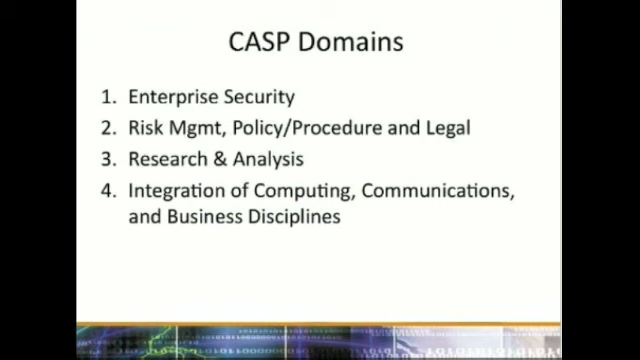 CASP Domains
1. Enterprise Security
2. Risk Mgmt, Policy/Procedure and Legal
3. Research & Analysis
4. Integration of Computing, Communications,
and Business Disciplines